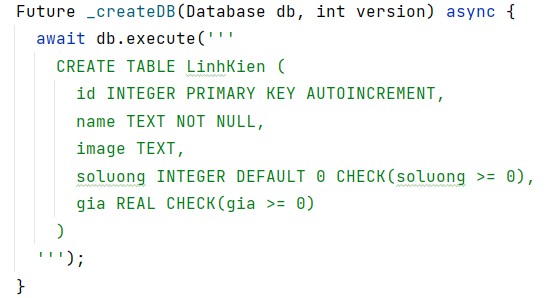 Future _createDB(Database db, int version) async {
  await db.execute('''
    CREATE TABLE LinhKien (
      id INTEGER PRIMARY KEY AUTOINCREMENT,
      name TEXT NOT NULL,
      image TEXT,
      soluong INTEGER DEFAULT 0 CHECK(soluong >= 0),
      gia REAL CHECK(gia >= 0)
    )
  ''');
}